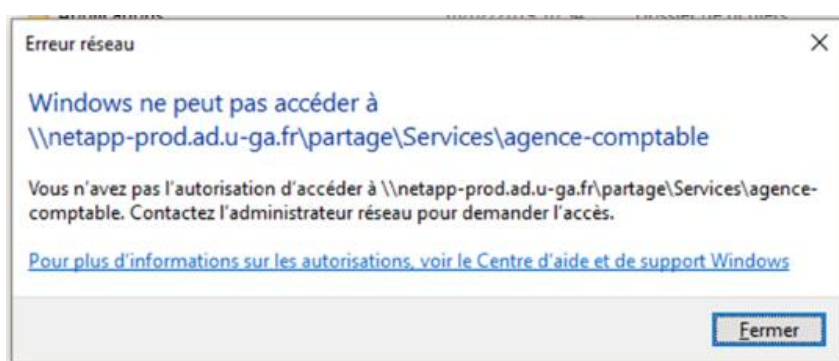 Erreur réseau
Windows ne peut pas accéder à
\\netapp-prod.ad.u-ga.fr\partage\Services\agence-comptable
Vous n'avez pas l'autorisation d'accéder à \\netapp-prod.ad.u-ga.fr\partage\Services\agence-
comptable. Contactez l'administrateur réseau pour demander l'accès.
Pour plus d'informations sur les autorisations, voir le Centre d'aide et de support Windows
Fermer